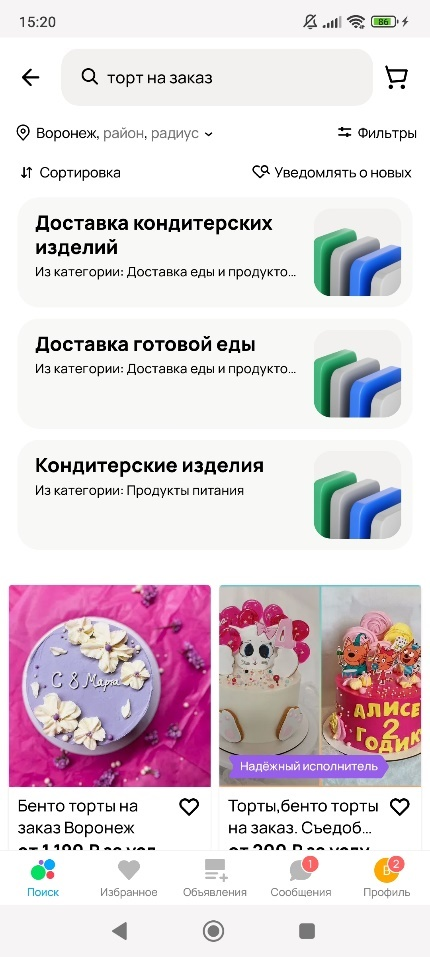 15:20
86
торт на заказ
Воронеж, район, радиус
Фильтры
Сортировка
Уведомлять о новых
Доставка кондитерских
изделий
Из категории: Доставка еды и продукто...
Доставка готовой еды
Из категории: Доставка еды и продукто...
Кондитерские изделия
Из категории: Продукты питания
С 8 Марта
АЛИСЕ
2
ГОДИК
Надёжный исполнитель
Бенто торты на
заказ Воронеж
Торты,бенто торты
на заказ. Съедоб...
от 1 190 ₽ за усл
от 200 ₽ за услу
1
2
Поиск
Избранное
Объявления
Сообщения
Профиль